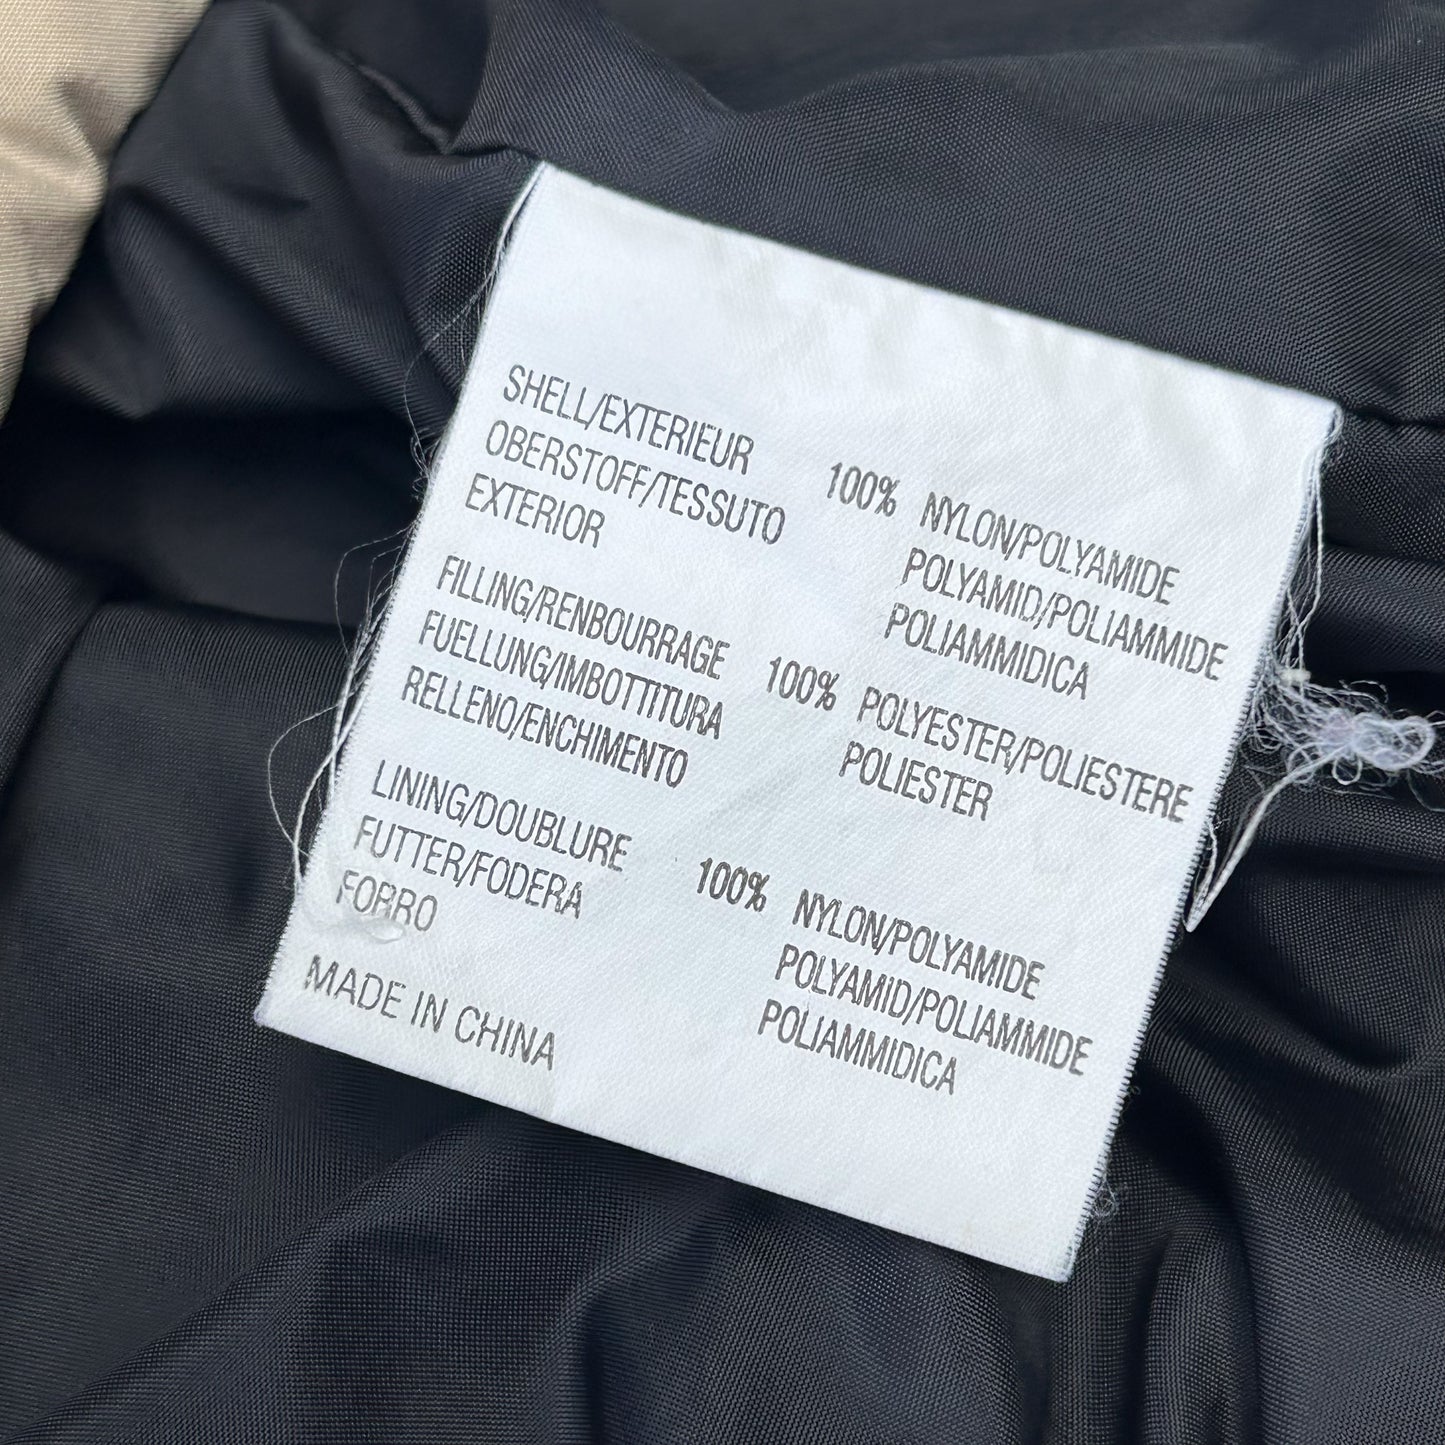 SHELL/EXTERIEUR
OBERSTOFF/TESSUTO
EXTERIOR
100% NYLON/POLYAMIDE
POLYAMID/POLIAMMIDE
POLIAMMIDICA
FILLING/RENBOURRAGE
FUELLUNG/IMBOTTITURA
RELLENO/ENCHIMENTO
100% POLYESTER/POLIESTERE
POLIESTER
LINING/DOUBLURE
FUTTER/FODERA
FORRO
100% NYLON/POLYAMIDE
POLYAMID/POLIAMMIDE
POLIAMMIDICA
MADE IN CHINA